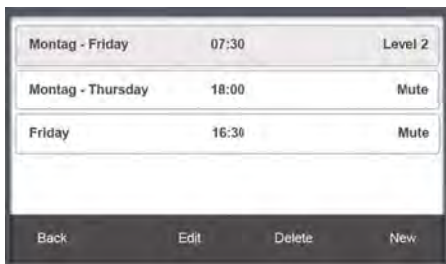 Montag - Friday 07:30 Level 2
Montag - Thursday 18:00 Mute
Friday 16:30 Mute
Back Edit Delete New